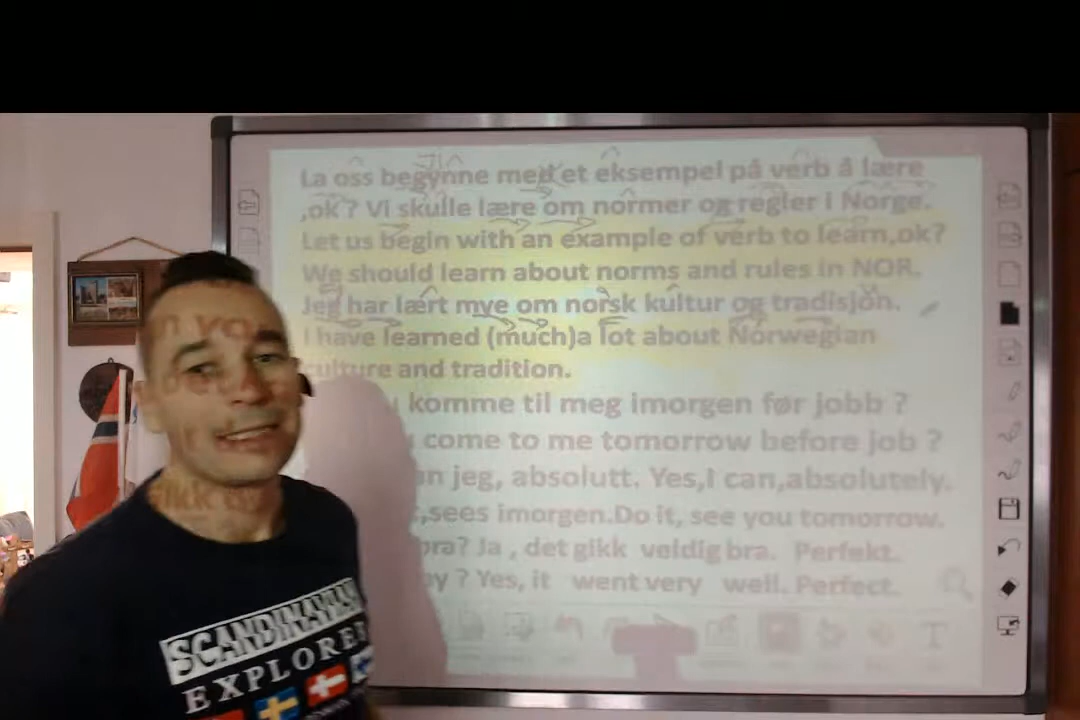 La oss begynne med et eksempel på verb å lære
,ok? Vi skulle lære om normer og regler i Norge.
Let us begin with an example of verb to learn,ok?
We should learn about norms and rules in NOR.
Jeg har lært mye om norsk kultur og tradisjon.
I have learned (much)a lot about Norwegian
culture and tradition.
komme til meg imorgen før jobb ?
come to me tomorrow before job ?
jeg, absolutt. Yes,I can,absolutely.
,sees imorgen.Do it, see you tomorrow.
bra? Ja , det gikk veldig bra. Perfekt.
? Yes, it went very well. Perfect.
SCANDINAVIAN
EXPLORER